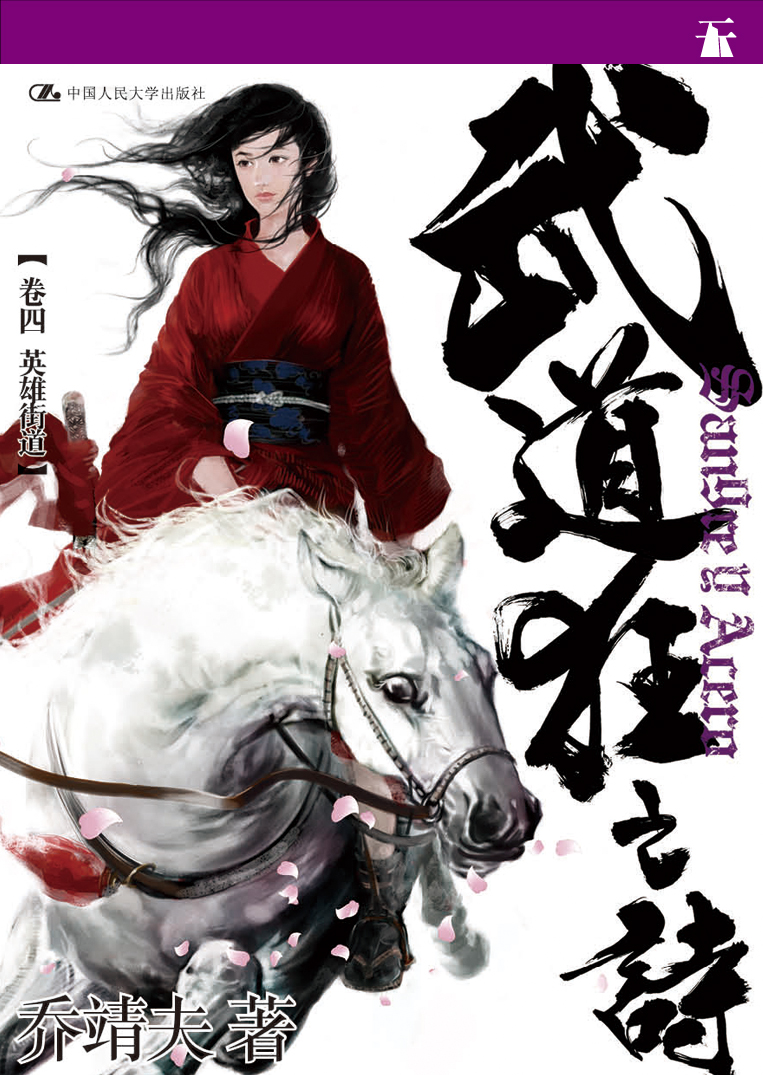 中国人民大学出版社
武道狂之詩
Sangre y Acero
【卷四 英雄街道】
乔靖夫 著